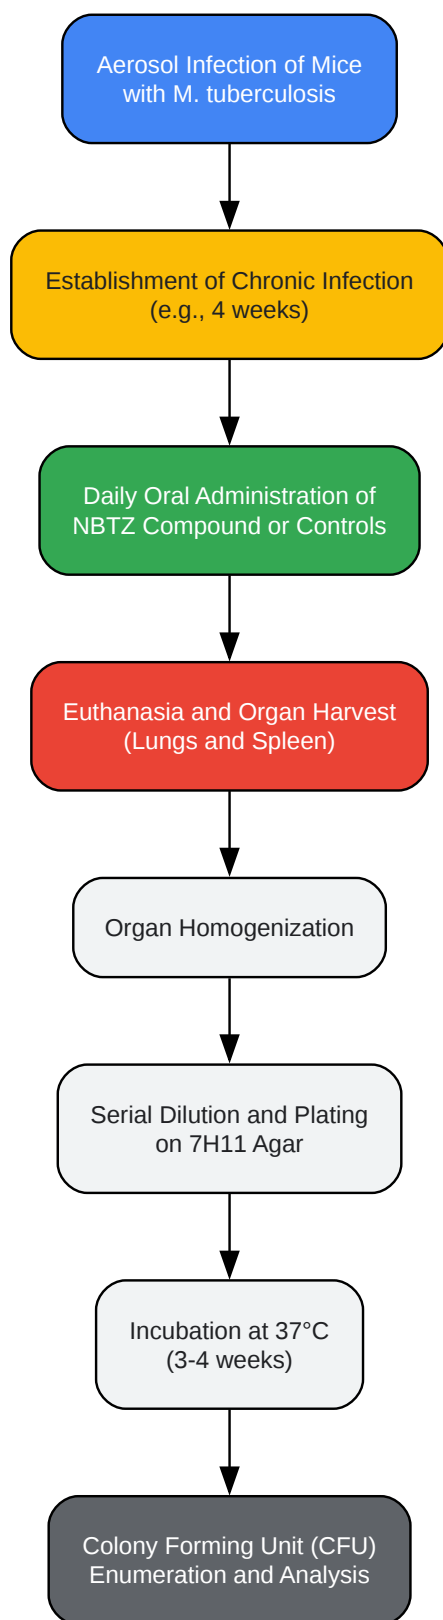 Aerosol Infection of Mice
with M. tuberculosis
Establishment of Chronic Infection
(e.g., 4 weeks)
Daily Oral Administration of
NBTZ Compound or Controls
Euthanasia and Organ Harvest
(Lungs and Spleen)
Organ Homogenization
Serial Dilution and Plating
on 7H11 Agar
Incubation at 37°C
(3-4 weeks)
Colony Forming Unit (CFU)
Enumeration and Analysis